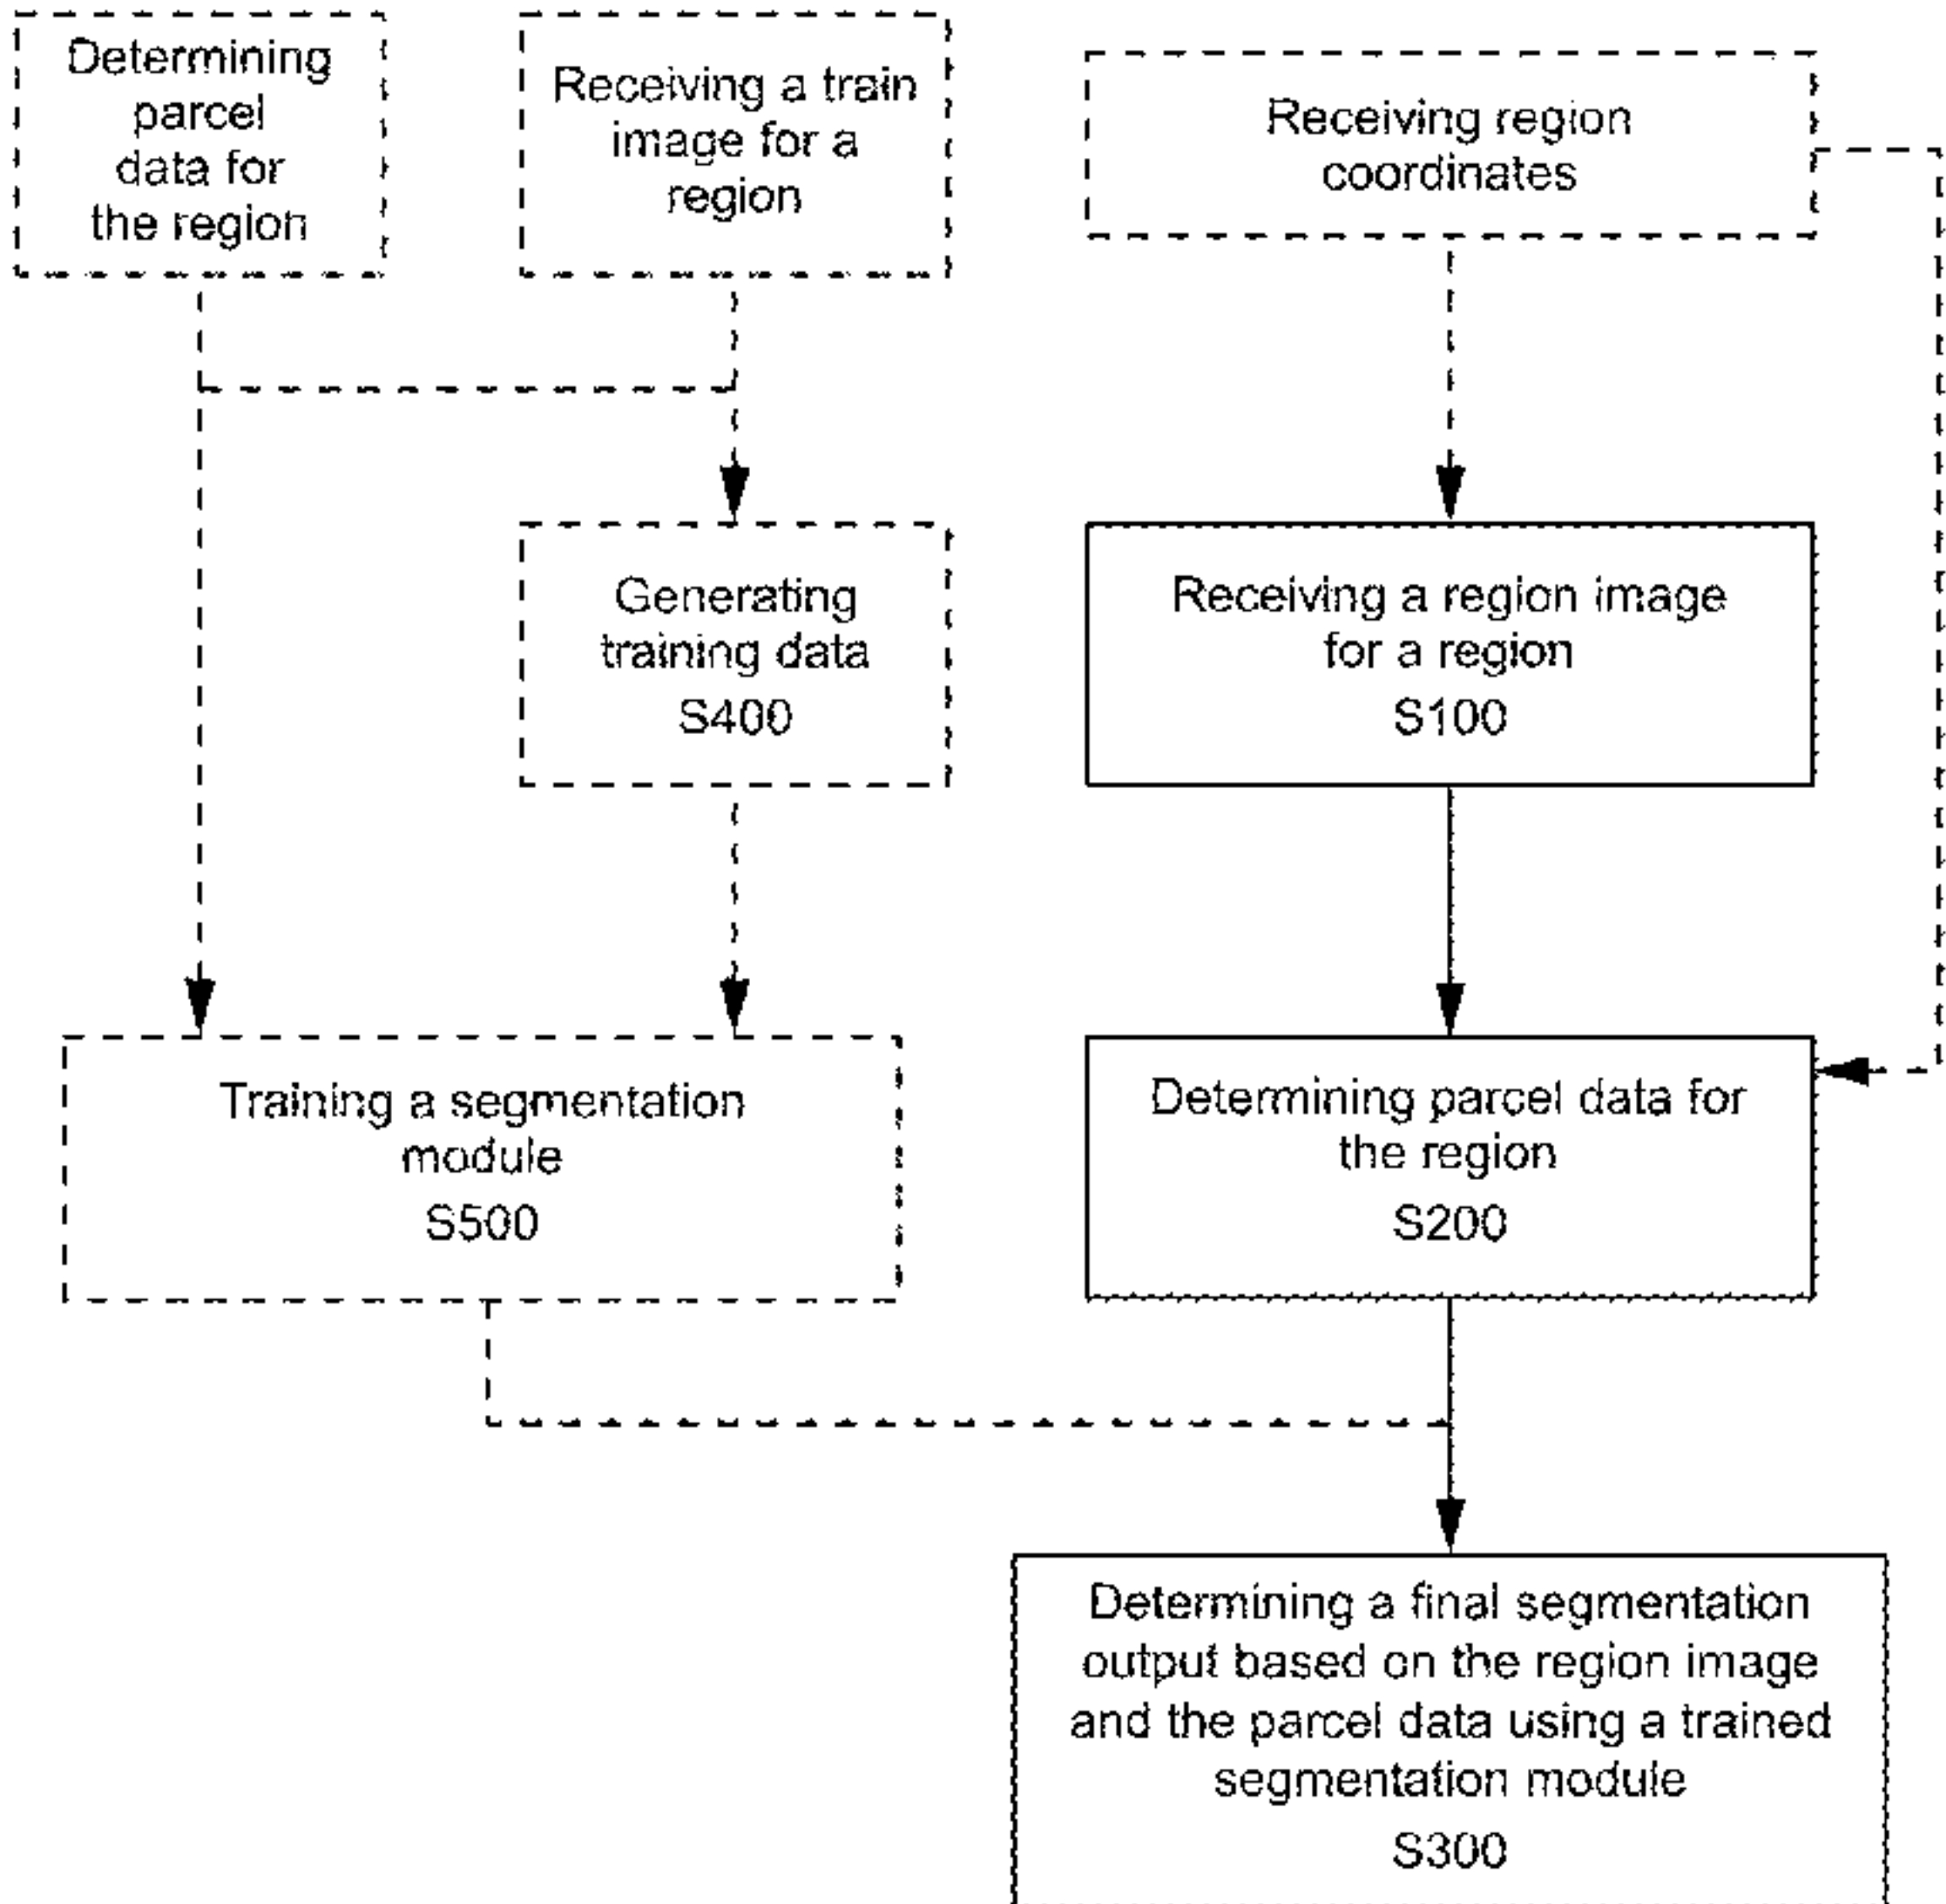 Determining
parcel
data for
the region
Receiving a train
image for a
region
Receiving region
coordinates
Generating
training data
S400
Receiving a region image
for a region
S100
Training a segmentation
module
S500
Determining parcel data for
the region
S200
Determining a final segmentation
output based on the region image
and the parcel data using a trained
segmentation module
S300